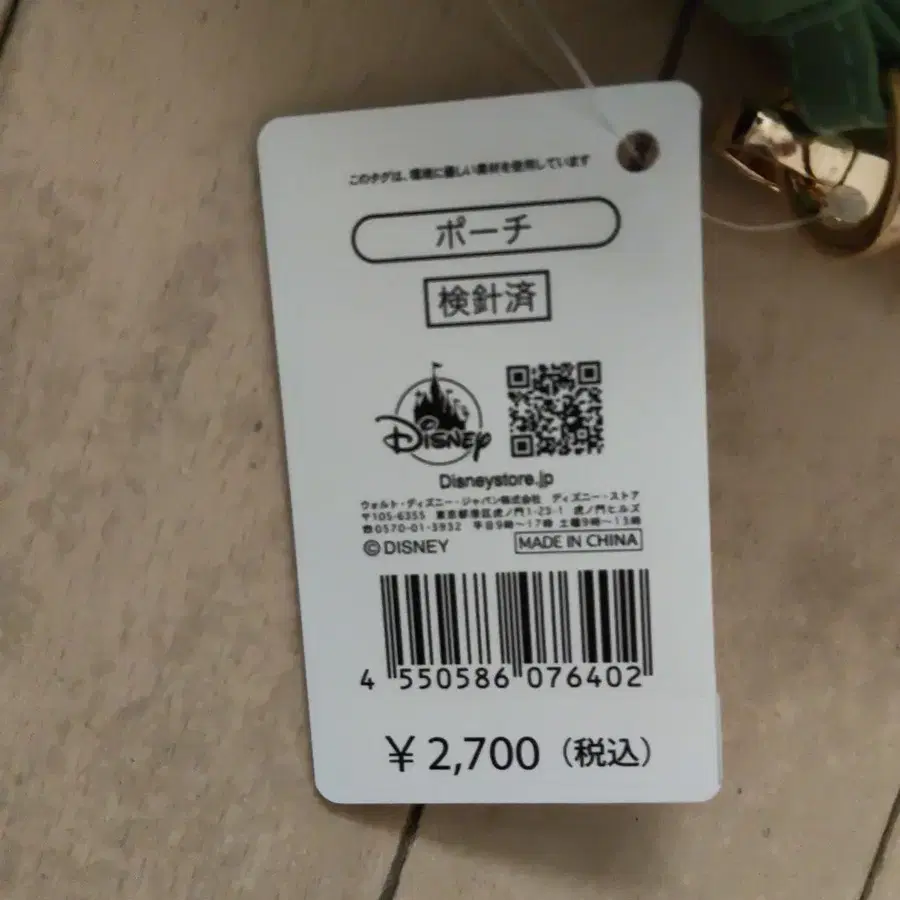 このタグは、環境に優しい素材を使用しています
ポーチ
検針済
Disney
Disneystore.jp
ウォルト・ディズニー・ジャパン株式会社 ディズニー・ストア
〒105-6355 東京都港区虎ノ門1-23-1 虎ノ門ヒルズ
☎0570-01-3932 平日9時～17時 土曜9時～13時
©DISNEY MADE IN CHINA
4 550586 076402
¥2,700（税込）